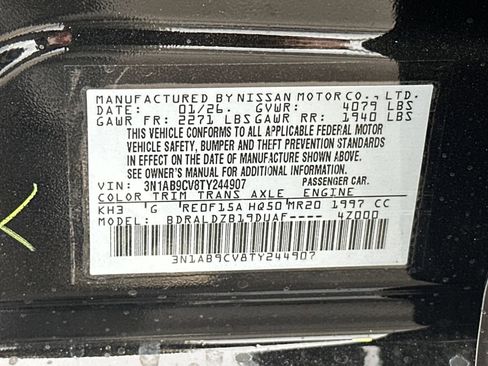 MANUFACTURED BY NISSAN MOTOR CO., LTD.
DATE: 01/26. GVWR: 4079 LBS
GAWR FR: 2271 LBS GAWR RR: 1940 LBS
THIS VEHICLE CONFORMS TO ALL APPLICABLE FEDERAL MOTOR
VEHICLE SAFETY, BUMPER AND THEFT PREVENTION STANDARDS
IN EFFECT ON THE DATE OF MANUFACTURE SHOWN ABOVE.
SEE OWNER'S MANUAL FOR ADDITIONAL INFORMATION
VIN: 3N1AB9CV8TY244907 PASSENGER CAR.
COLOR TRIM TRANS AXLE ENGINE
KH3 'G RE0F15A HQ50 MR20 1997 CC
MODEL: BDRALDZB19DUAF---- 4Z000
3N1AB9CV8TY244907